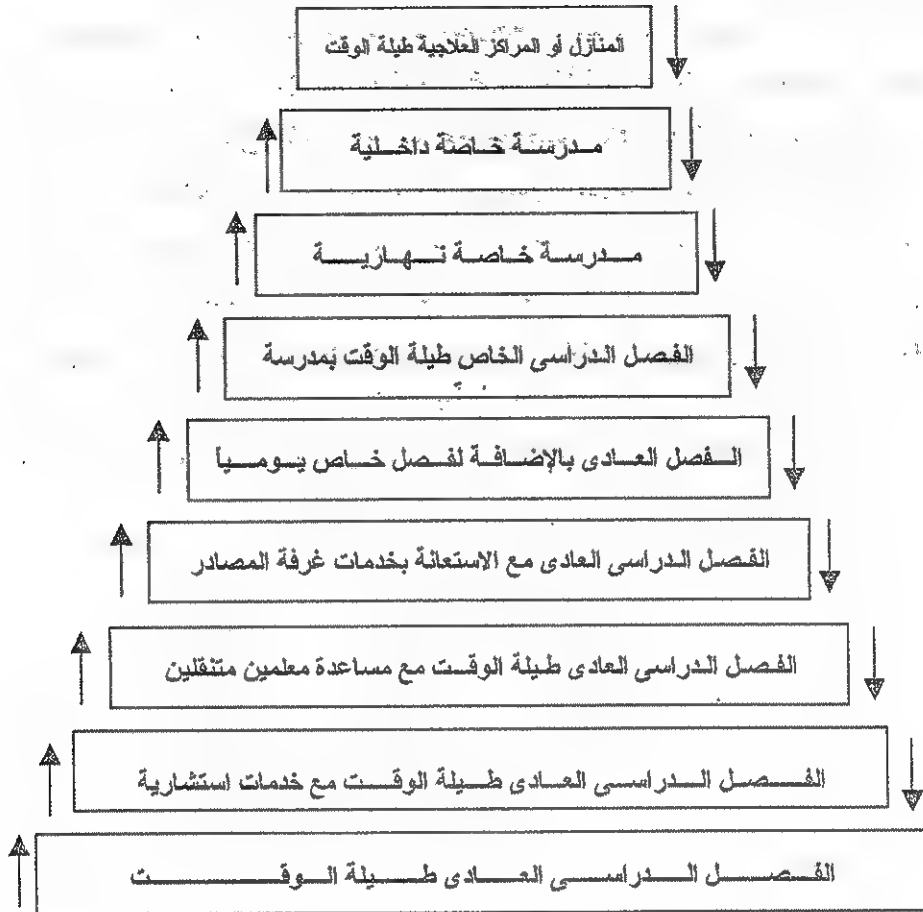 المنازل أو المراكز العلاجية طيلة الوقت
مدرسة خاصة داخلية
مدرسة خاصة نهارية
الفصل الدراسى الخاص طيلة الوقت بمدرسة
الفصل العادى بالإضافة لفصل خاص يومياً
الفصل الدراسى العادى مع الاستعانة بخدمات غرفة المصادر
الفصل الدراسى العادى طيلة الوقت مع مساعدة معلمين متنقلين
الفصل الدراسى العادى طيلة الوقت مع خدمات استشارية
الفصل الدراسى العادى طيلة الوقت